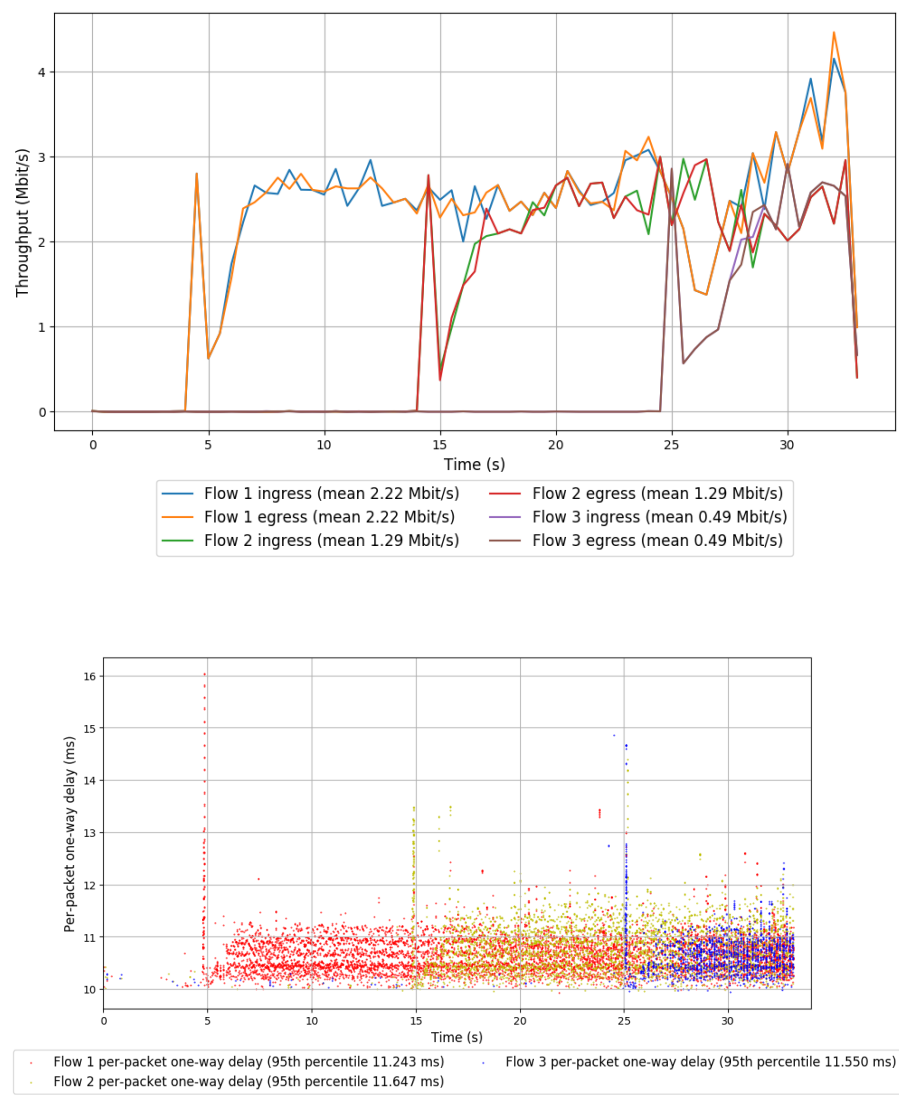 4
3
2
1
0
Throughput (Mbit/s)
0 5 10 15 20 25 30
Time (s)
Flow 1 ingress (mean 2.22 Mbit/s)
Flow 1 egress (mean 2.22 Mbit/s)
Flow 2 ingress (mean 1.29 Mbit/s)
Flow 2 egress (mean 1.29 Mbit/s)
Flow 3 ingress (mean 0.49 Mbit/s)
Flow 3 egress (mean 0.49 Mbit/s)
16
15
14
13
12
11
10
Per-packet one-way delay (ms)
0 5 10 15 20 25 30
Time (s)
Flow 1 per-packet one-way delay (95th percentile 11.243 ms)
Flow 2 per-packet one-way delay (95th percentile 11.647 ms)
Flow 3 per-packet one-way delay (95th percentile 11.550 ms)